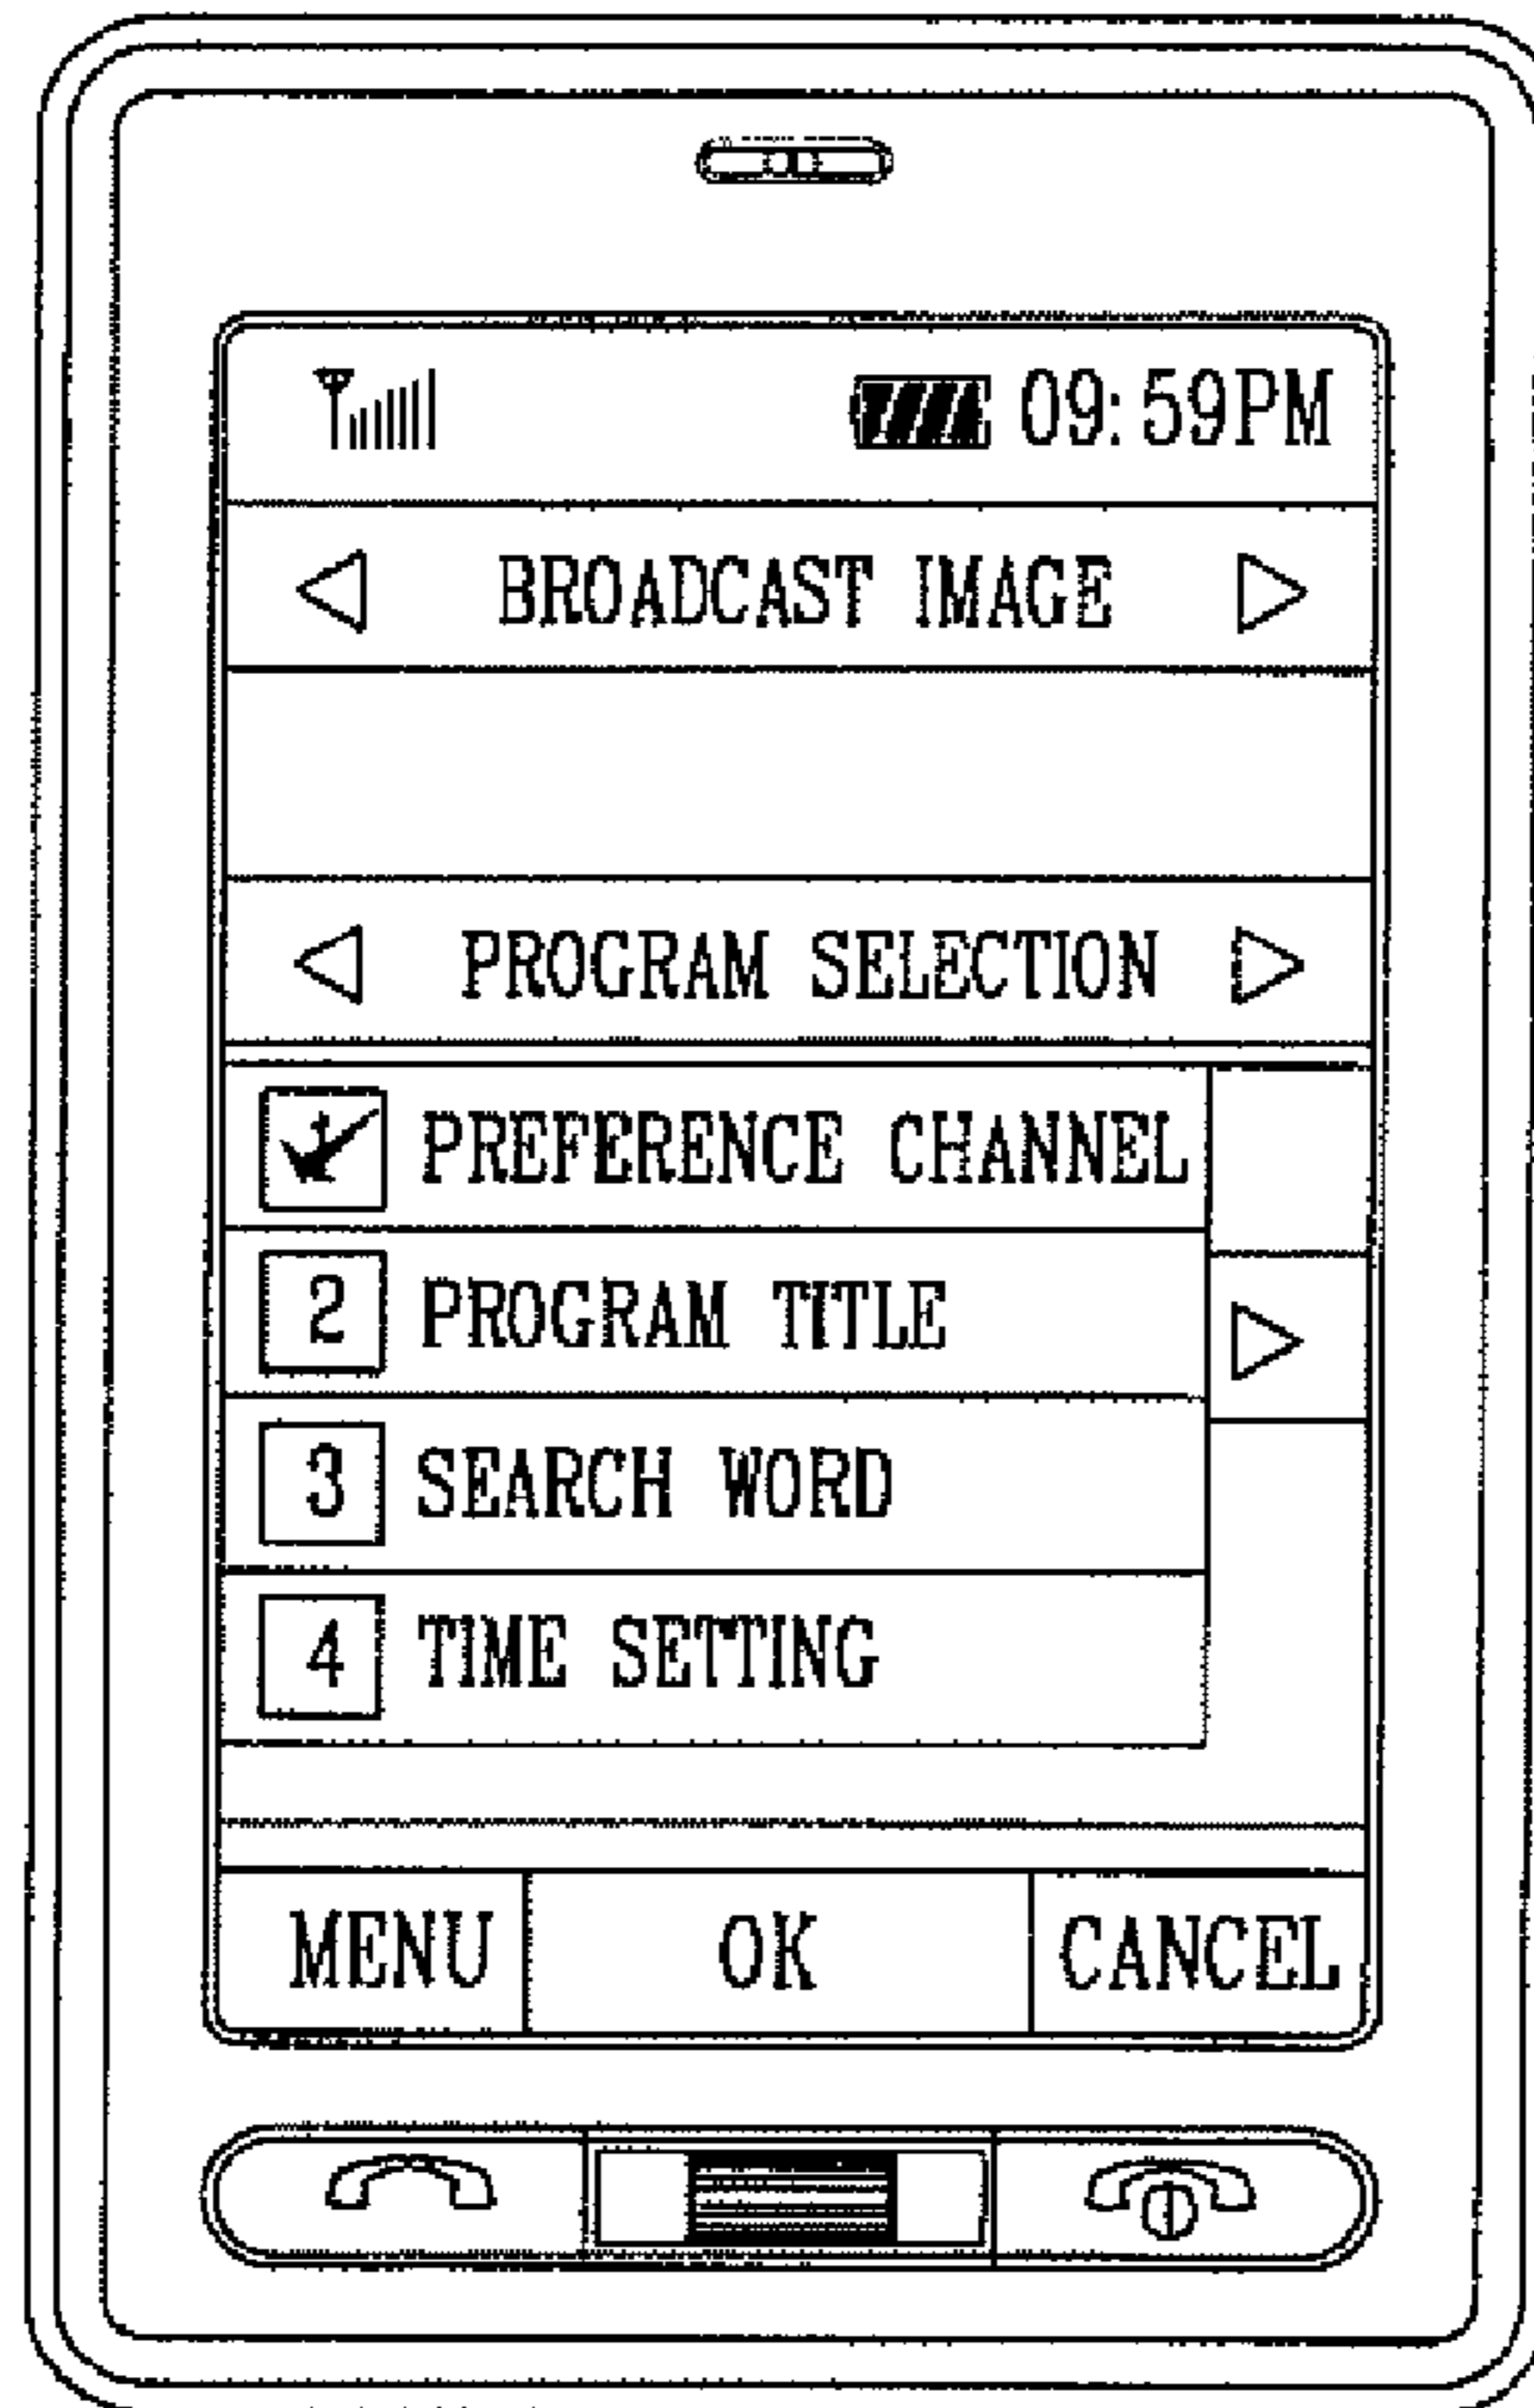 09:59PM
BROADCAST IMAGE
PROGRAM SELECTION
1 PREFERENCE CHANNEL
2 PROGRAM TITLE
3 SEARCH WORD
4 TIME SETTING
MENU OK CANCEL